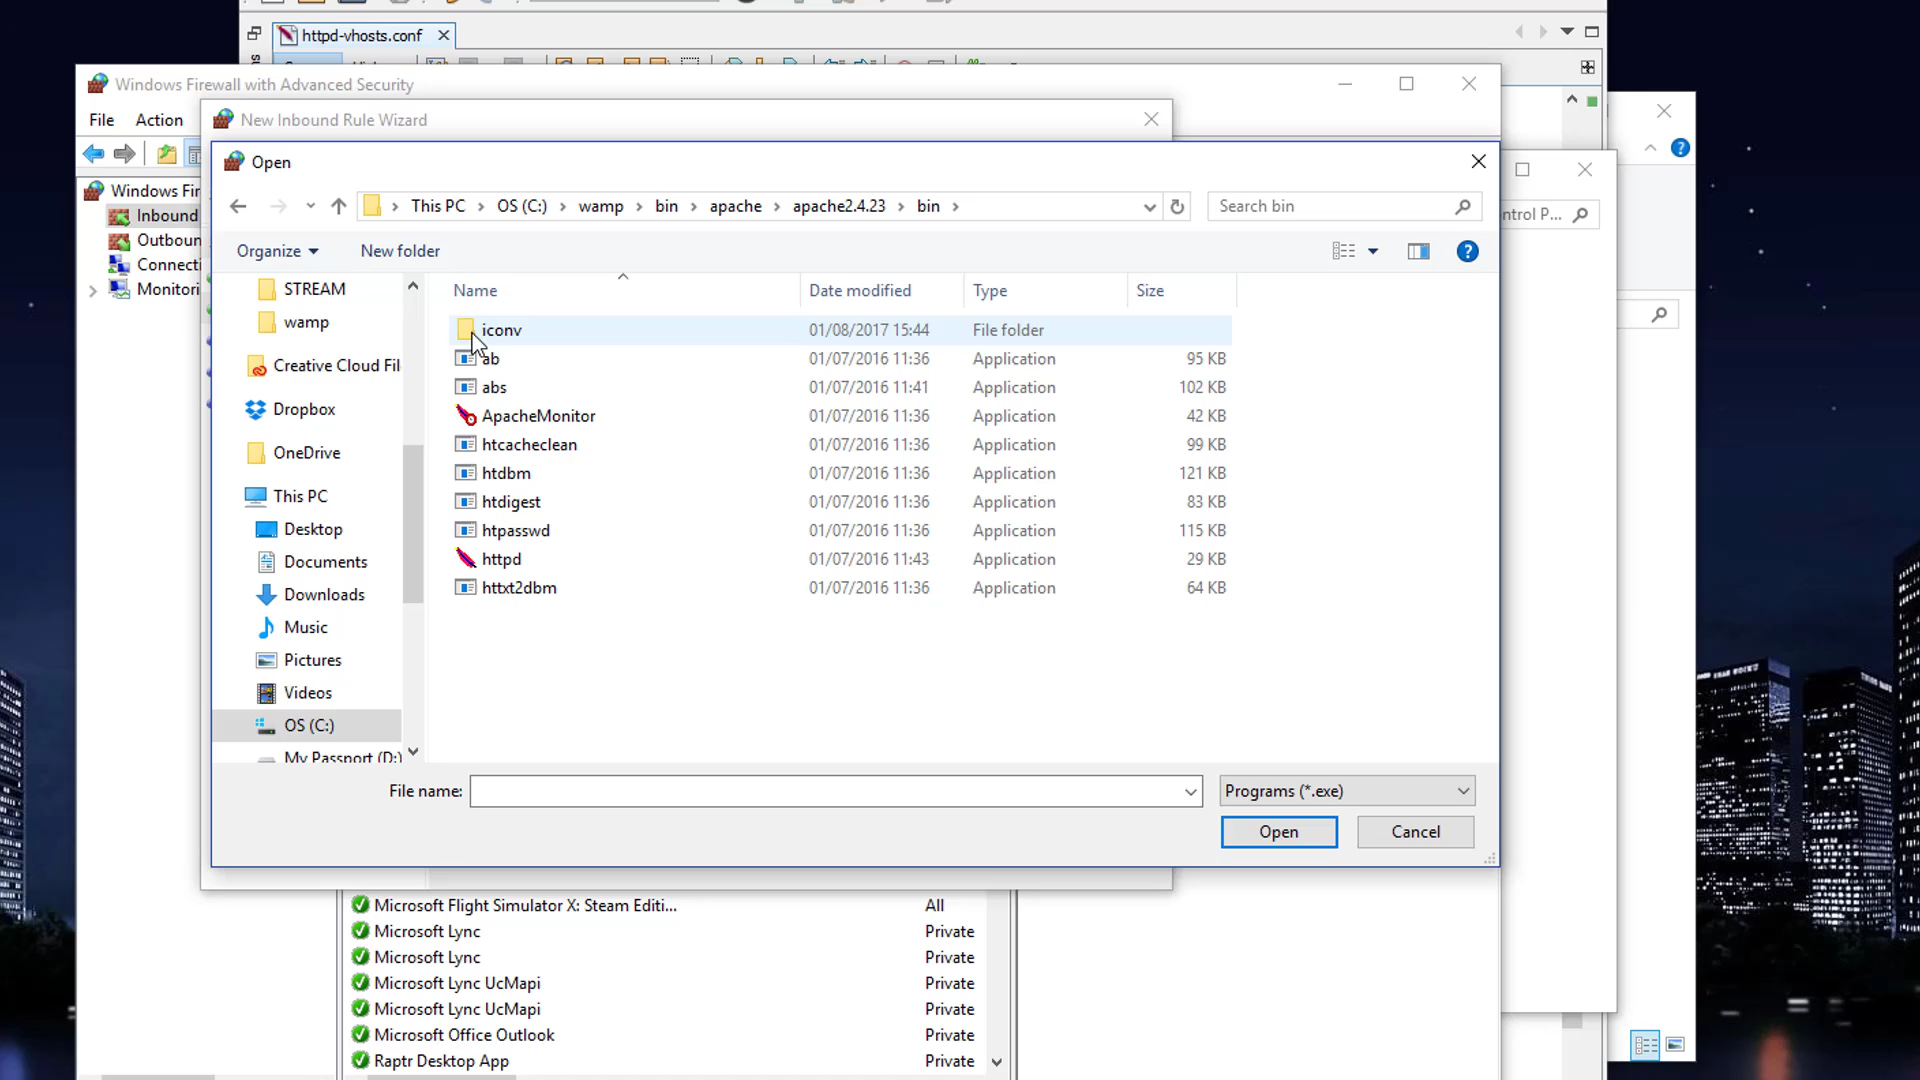 httpd-vhosts.conf
Windows Firewall with Advanced Security
File Action
New Inbound Rule Wizard
Open
This PC OS (C:) wamp bin apache apache2.4.23 bin
Search bin
Organize New folder
Windows Fir
Inbound
Outboun
Connecti
Monitori
STREAM
wamp
Creative Cloud Fil
Dropbox
OneDrive
This PC
Desktop
Documents
Downloads
Music
Pictures
Videos
OS (C:)
My Passport (D:)
Name Date modified Type Size
iconv 01/08/2017 15:44 File folder
ab 01/07/2016 11:36 Application 95 KB
abs 01/07/2016 11:41 Application 102 KB
ApacheMonitor 01/07/2016 11:36 Application 42 KB
htcacheclean 01/07/2016 11:36 Application 99 KB
htdbm 01/07/2016 11:36 Application 121 KB
htdigest 01/07/2016 11:36 Application 83 KB
htpasswd 01/07/2016 11:36 Application 115 KB
httpd 01/07/2016 11:43 Application 29 KB
httxt2dbm 01/07/2016 11:36 Application 64 KB
ntrol P...
File name: Programs (*.exe)
Open Cancel
Microsoft Flight Simulator X: Steam Editi... All
Microsoft Lync Private
Microsoft Lync Private
Microsoft Lync UcMapi Private
Microsoft Lync UcMapi Private
Microsoft Office Outlook Private
Raptr Desktop App Private